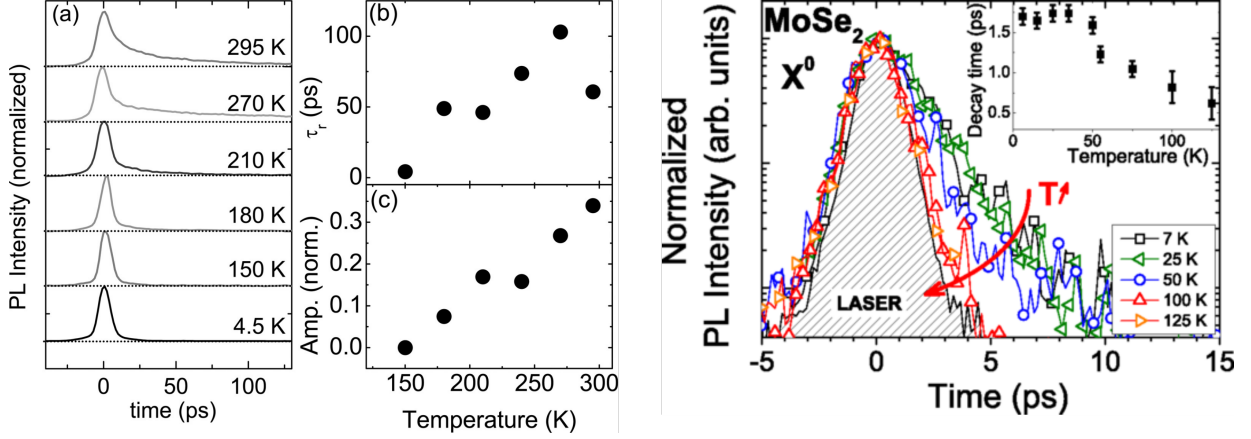 (a)
295 K
270 K
210 K
180 K
150 K
4.5 K
PL Intensity (normalized)
0
50
100
time (ps)
(b)
100
50
0
τr (ps)
(c)
0.3
0.2
0.1
0.0
Amp. (norm.)
150
200
250
300
Temperature (K)
MoSe2
X0
Normalized
PL Intensity (arb. units)
Decay time (ps)
1.5
1.0
0.5
0
50
100
Temperature (K)
T
LASER
7 K
25 K
50 K
100 K
125 K
-5
0
5
10
15
Time (ps)